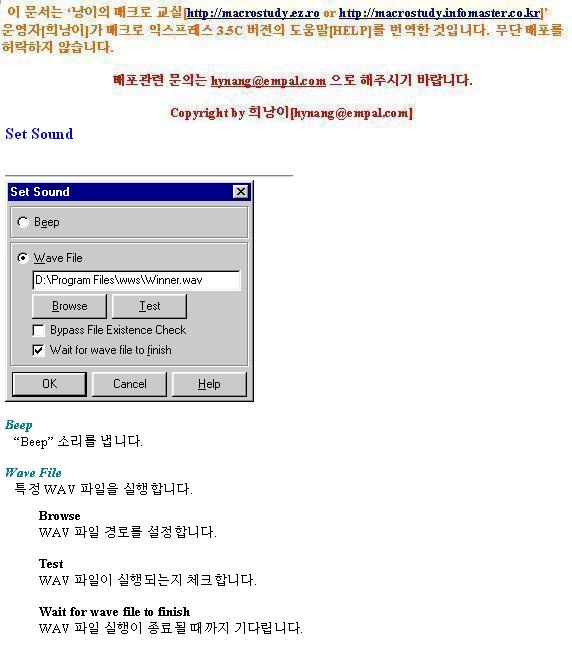 이 문서는 ‘낭이의 매크로 교실[http://macrostudy.ez.ro or http://macrostudy.infomaster.co.kr]’
운영자[희낭이]가 매크로 익스프레스 3.5C 버젼의 도움말[HELP]를 번역한 것입니다. 무단 배포를
허락하지 않습니다.
배포관련 문의는 hynang@empal.com 으로 해주시기 바랍니다.
Copyright by 희낭이[hynang@empal.com]
Set Sound
Set Sound
Beep
Wave File
D:\Program Files\wws\Winner.wav
Browse Test
Bypass File Existence Check
Wait for wave file to finish
OK Cancel Help
Beep
“Beep” 소리를 냅니다.
Wave File
특정 WAV 파일을 실행합니다.
Browse
WAV 파일 경로를 설정합니다.
Test
WAV 파일이 실행되는지 체크합니다.
Wait for wave file to finish
WAV 파일 실행이 종료될 때까지 기다립니다.